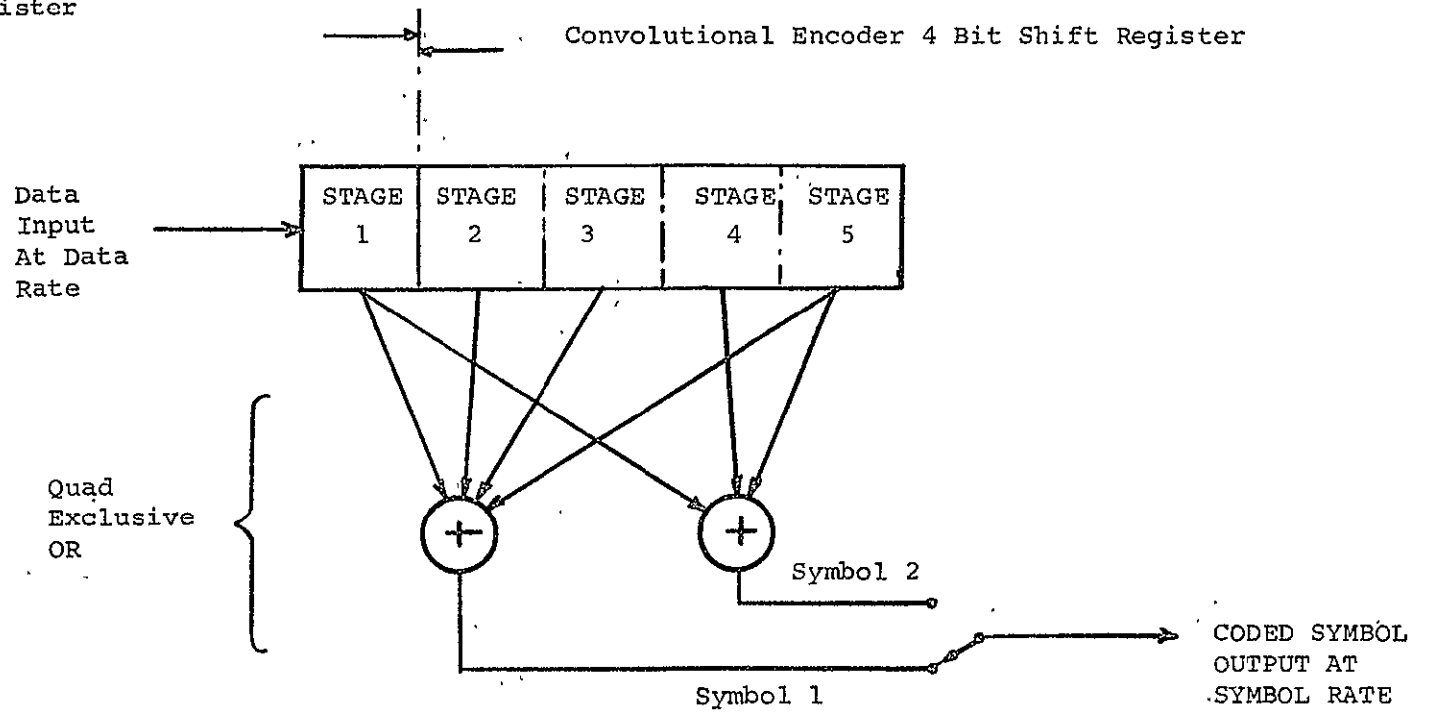 ister
Convolutional Encoder 4 Bit Shift Register
Data
Input
At Data
Rate
STAGE
1
STAGE
2
STAGE
3
STAGE
4
STAGE
5
Quad
Exclusive
OR
+
+
Symbol 2
Symbol 1
CODED SYMBOL
OUTPUT AT
SYMBOL RATE